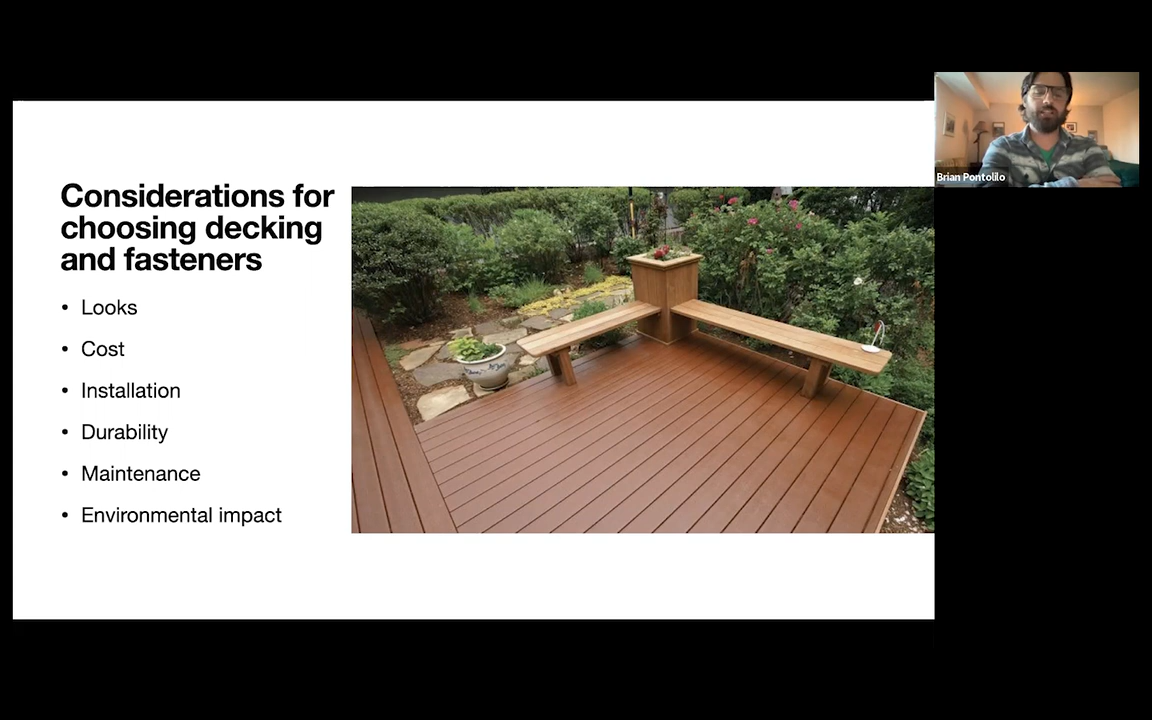 Considerations for
choosing decking
and fasteners
• Looks
• Cost
• Installation
• Durability
• Maintenance
• Environmental impact
Brian Pontolilo